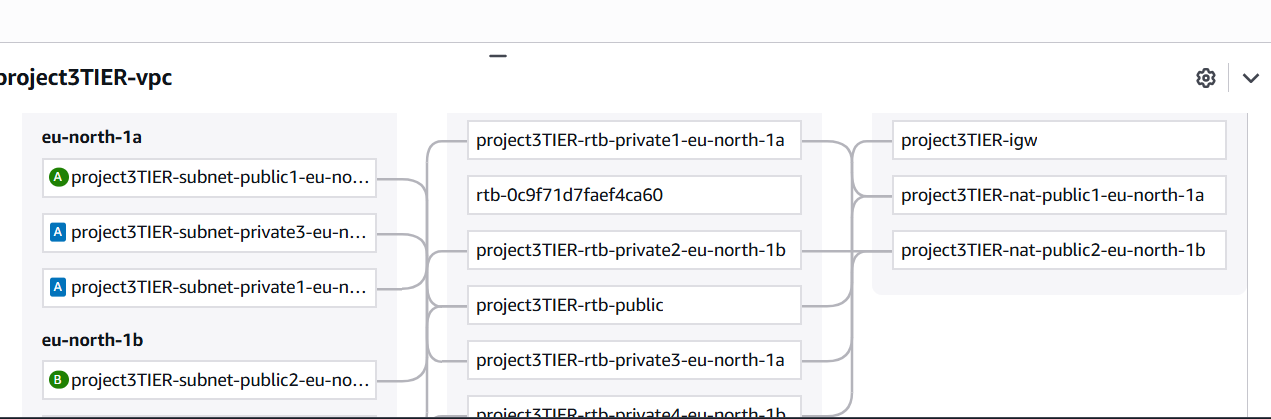 project3TIER-vpc
eu-north-1a
A project3TIER-subnet-public1-eu-no...
A project3TIER-subnet-private3-eu-n...
A project3TIER-subnet-private1-eu-n...
eu-north-1b
B project3TIER-subnet-public2-eu-no...
project3TIER-rtb-private1-eu-north-1a
rtb-0c9f71d7faef4ca60
project3TIER-rtb-private2-eu-north-1b
project3TIER-rtb-public
project3TIER-rtb-private3-eu-north-1a
project3TIER-rtb-private4-eu-north-1b
project3TIER-igw
project3TIER-nat-public1-eu-north-1a
project3TIER-nat-public2-eu-north-1b